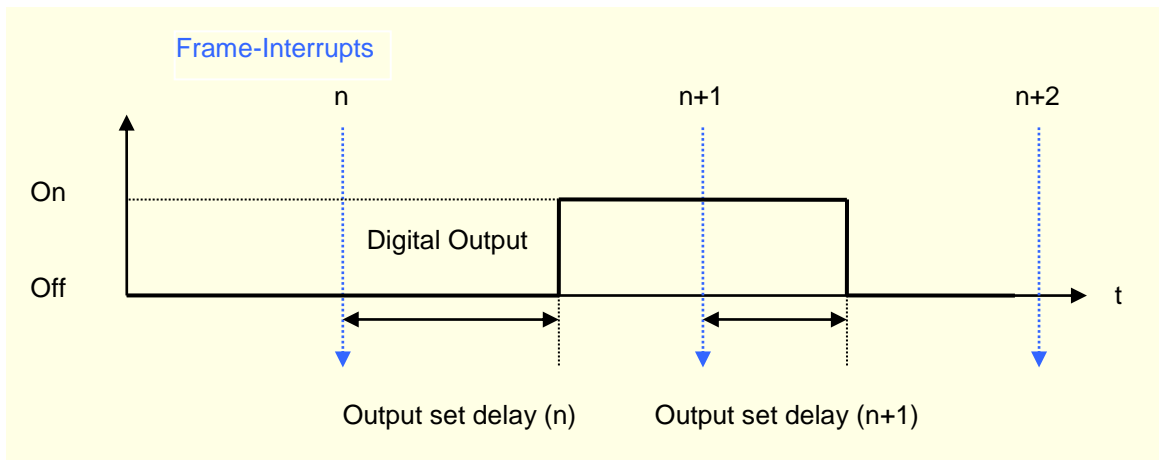 Frame-Interrupts
n n+1 n+2
On
Digital Output
Off
t
Output set delay (n) Output set delay (n+1)